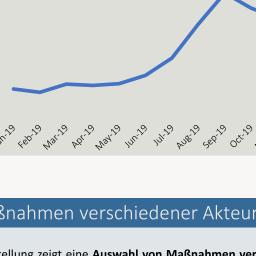 n-19 Feb-19 Mar-19 Apr-19 May-19 Jun-19 Jul-19 Aug-19 Sep-19 Oct-19
ßnahmen verschiedener Akteur
tellung zeigt eine Auswahl von Maßnahmen ver